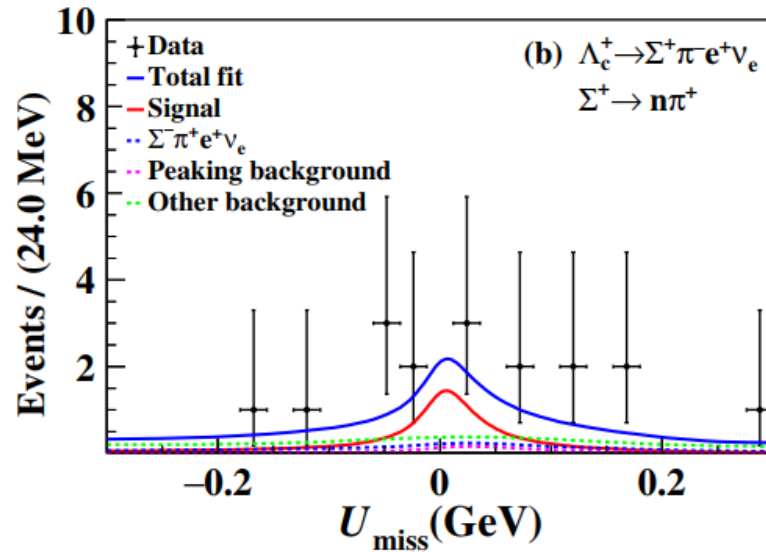 10
8
6
4
2
Events / (24.0 MeV)
Data
Total fit
Signal
Σ⁻π⁺e⁺νₑ
Peaking background
Other background
(b) Λc⁺→Σ⁺π⁻e⁺νₑ
Σ⁺→ nπ⁺
−0.2 0 0.2
Umiss(GeV)